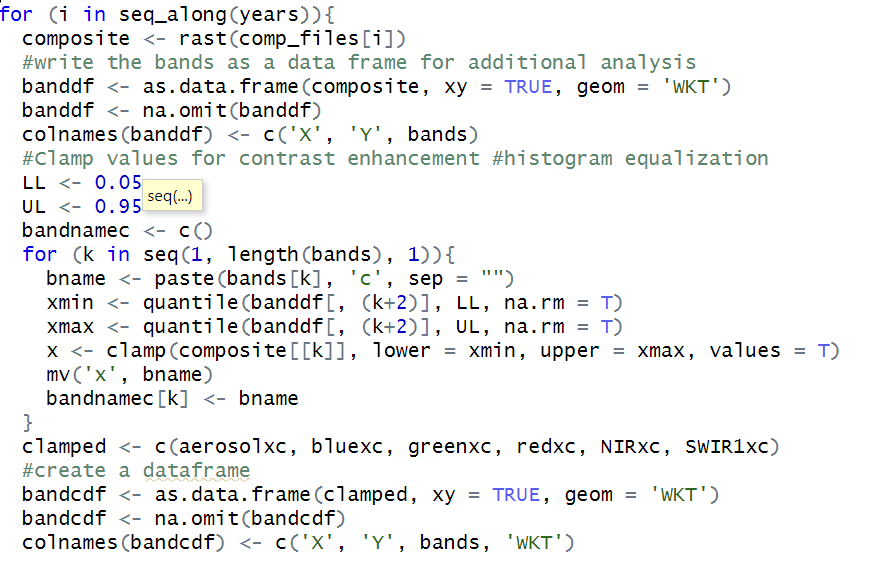 for (i in seq_along(years)){
  composite <- rast(comp_files[i])
  #write the bands as a data frame for additional analysis
  banddf <- as.data.frame(composite, xy = TRUE, geom = 'WKT')
  banddf <- na.omit(banddf)
  colnames(banddf) <- c('X', 'Y', bands)
  #Clamp values for contrast enhancement #histogram equalization
  LL <- 0.05
seq(...)
  UL <- 0.95
  bandnamec <- c()
  for (k in seq(1, length(bands), 1)){
    bname <- paste(bands[k], 'c', sep = "")
    xmin <- quantile(banddf[, (k+2)], LL, na.rm = T)
    xmax <- quantile(banddf[, (k+2)], UL, na.rm = T)
    x <- clamp(composite[[k]], lower = xmin, upper = xmax, values = T)
    mv('x', bname)
    bandnamec[k] <- bname
  }
  clamped <- c(aerosolxc, bluexc, greenxc, redxc, NIRxc, SWIR1xc)
  #create a dataframe
  bandcdf <- as.data.frame(clamped, xy = TRUE, geom = 'WKT')
  bandcdf <- na.omit(bandcdf)
  colnames(bandcdf) <- c('X', 'Y', bands, 'WKT')